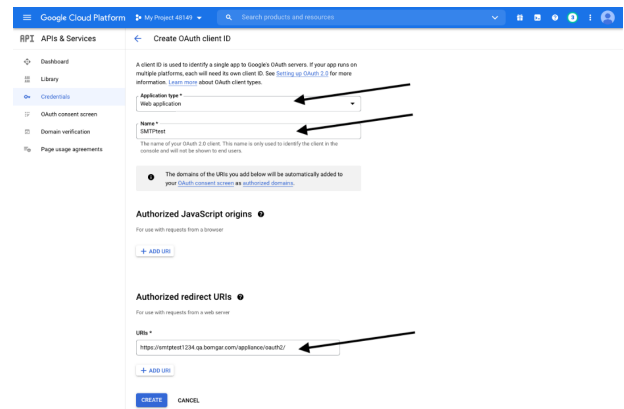 Google Cloud Platform
My Project 48149
Search products and resources
3
API APIs & Services
Create OAuth client ID
Dashboard
Library
Credentials
OAuth consent screen
Domain verification
Page usage agreements
A client ID is used to identify a single app to Google's OAuth servers. If your app runs on
multiple platforms, each will need its own client ID. See Setting up OAuth 2.0 for more
information. Learn more about OAuth client types.
Application type *
Web application
Name *
SMTPtest
The name of your OAuth 2.0 client. This name is only used to identify the client in the
console and will not be shown to end users.
The domains of the URIs you add below will be automatically added to
your OAuth consent screen as authorized domains.
Authorized JavaScript origins
For use with requests from a browser
+ ADD URI
Authorized redirect URIs
For use with requests from a web server
URIs *
https://smtptest1234.qa.bomgar.com/appliance/oauth2/
+ ADD URI
CREATE
CANCEL